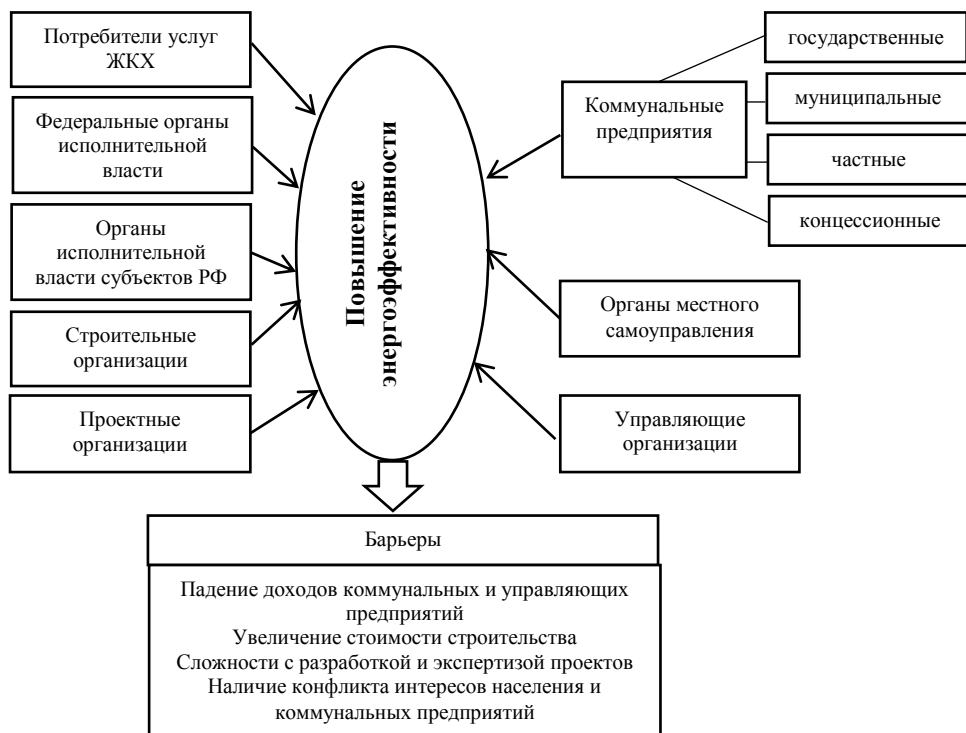 Потребители услуг
ЖКХ
Федеральные органы
исполнительной
власти
Органы
исполнительной
власти субъектов РФ
Строительные
организации
Проектные
организации
Повышение
энергоэффективности
Коммунальные
предприятия
государственные
муниципальные
частные
концессионные
Органы местного
самоуправления
Управляющие
организации
Барьеры
Падение доходов коммунальных и управляющих
предприятий
Увеличение стоимости строительства
Сложности с разработкой и экспертизой проектов
Наличие конфликта интересов населения и
коммунальных предприятий